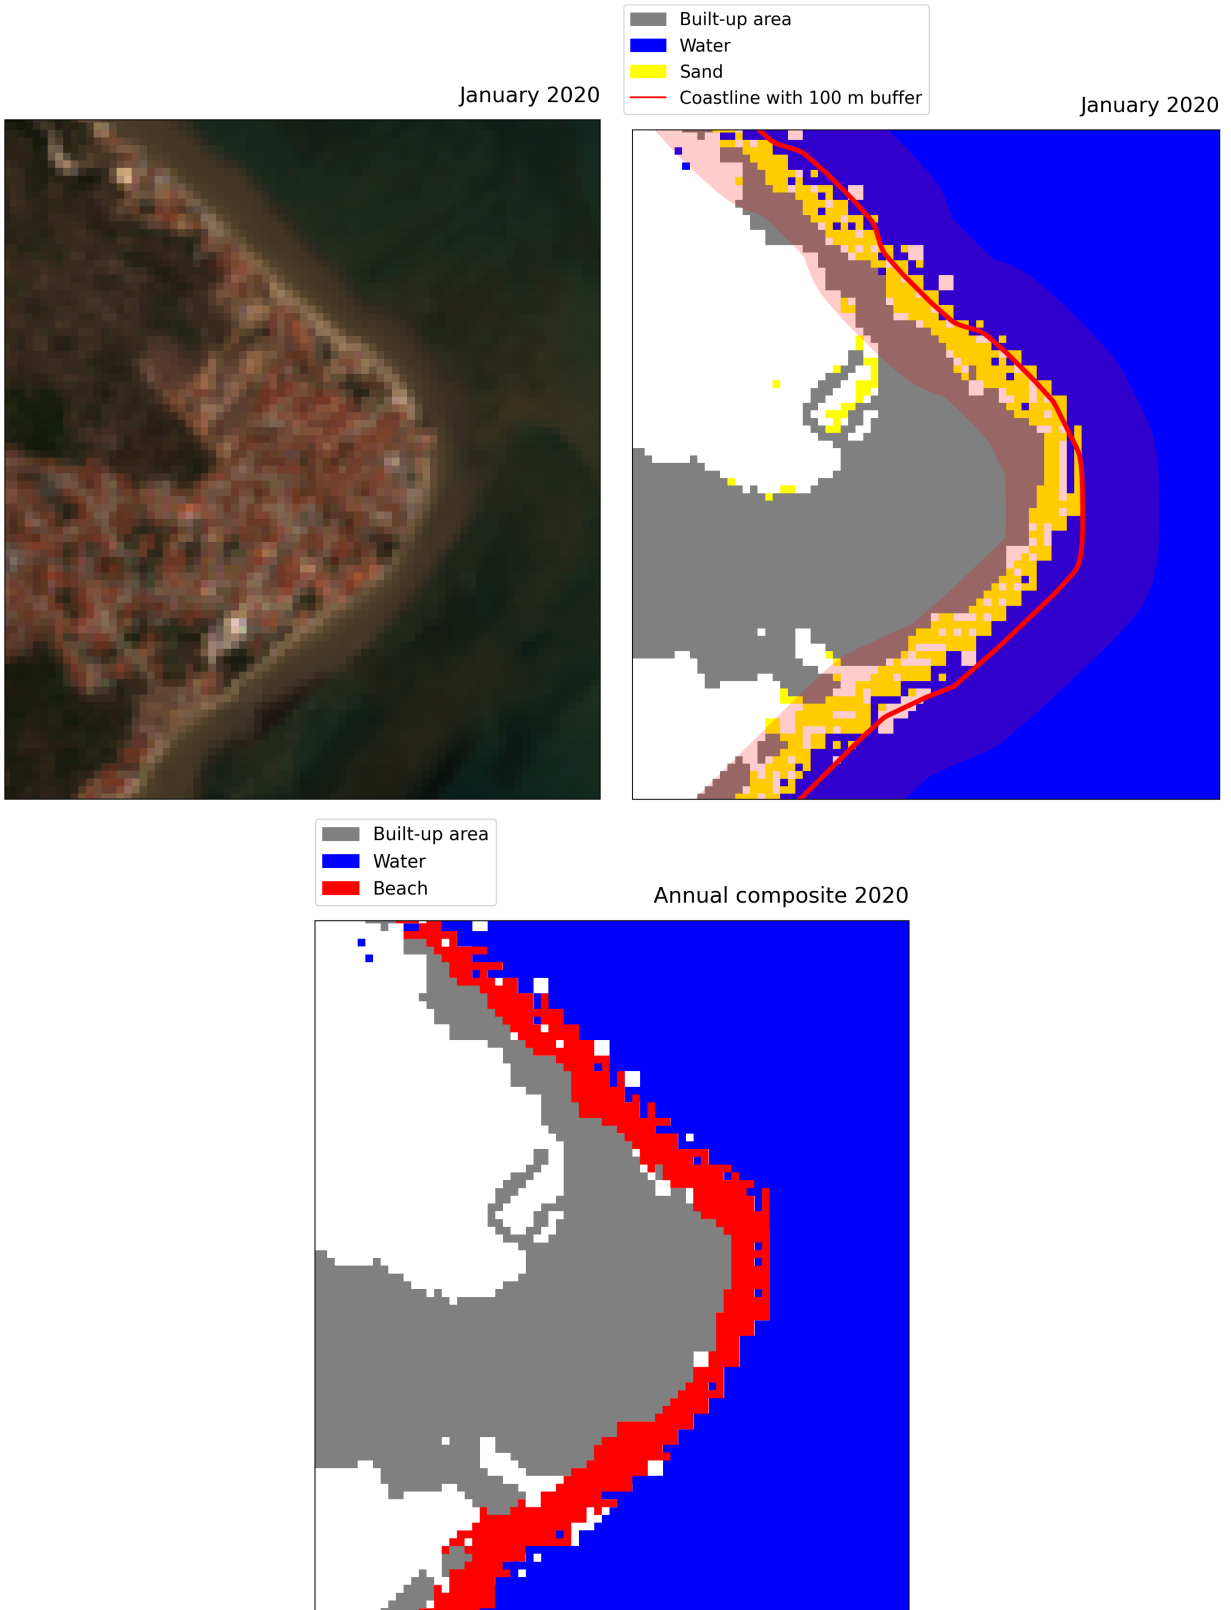 January 2020
Built-up area
Water
Sand
Coastline with 100 m buffer
January 2020
Built-up area
Water
Beach
Annual composite 2020